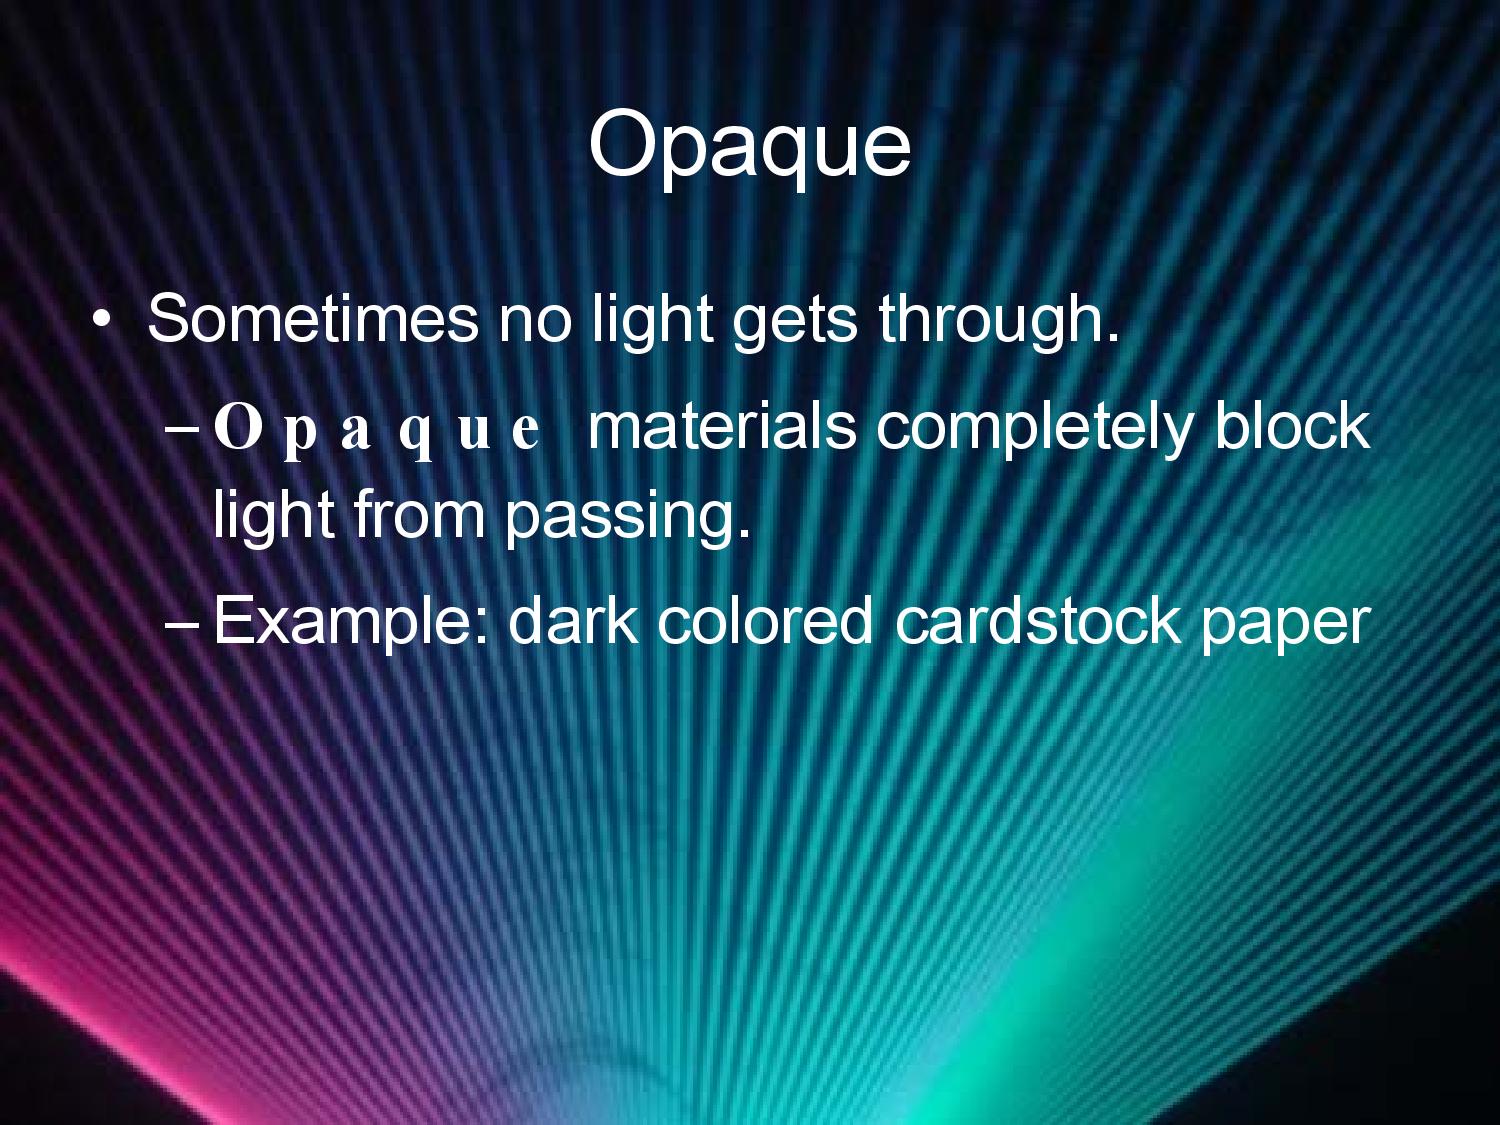 Opaque
• Sometimes no light gets through.
– Opaque materials completely block
light from passing.
– Example: dark colored cardstock paper